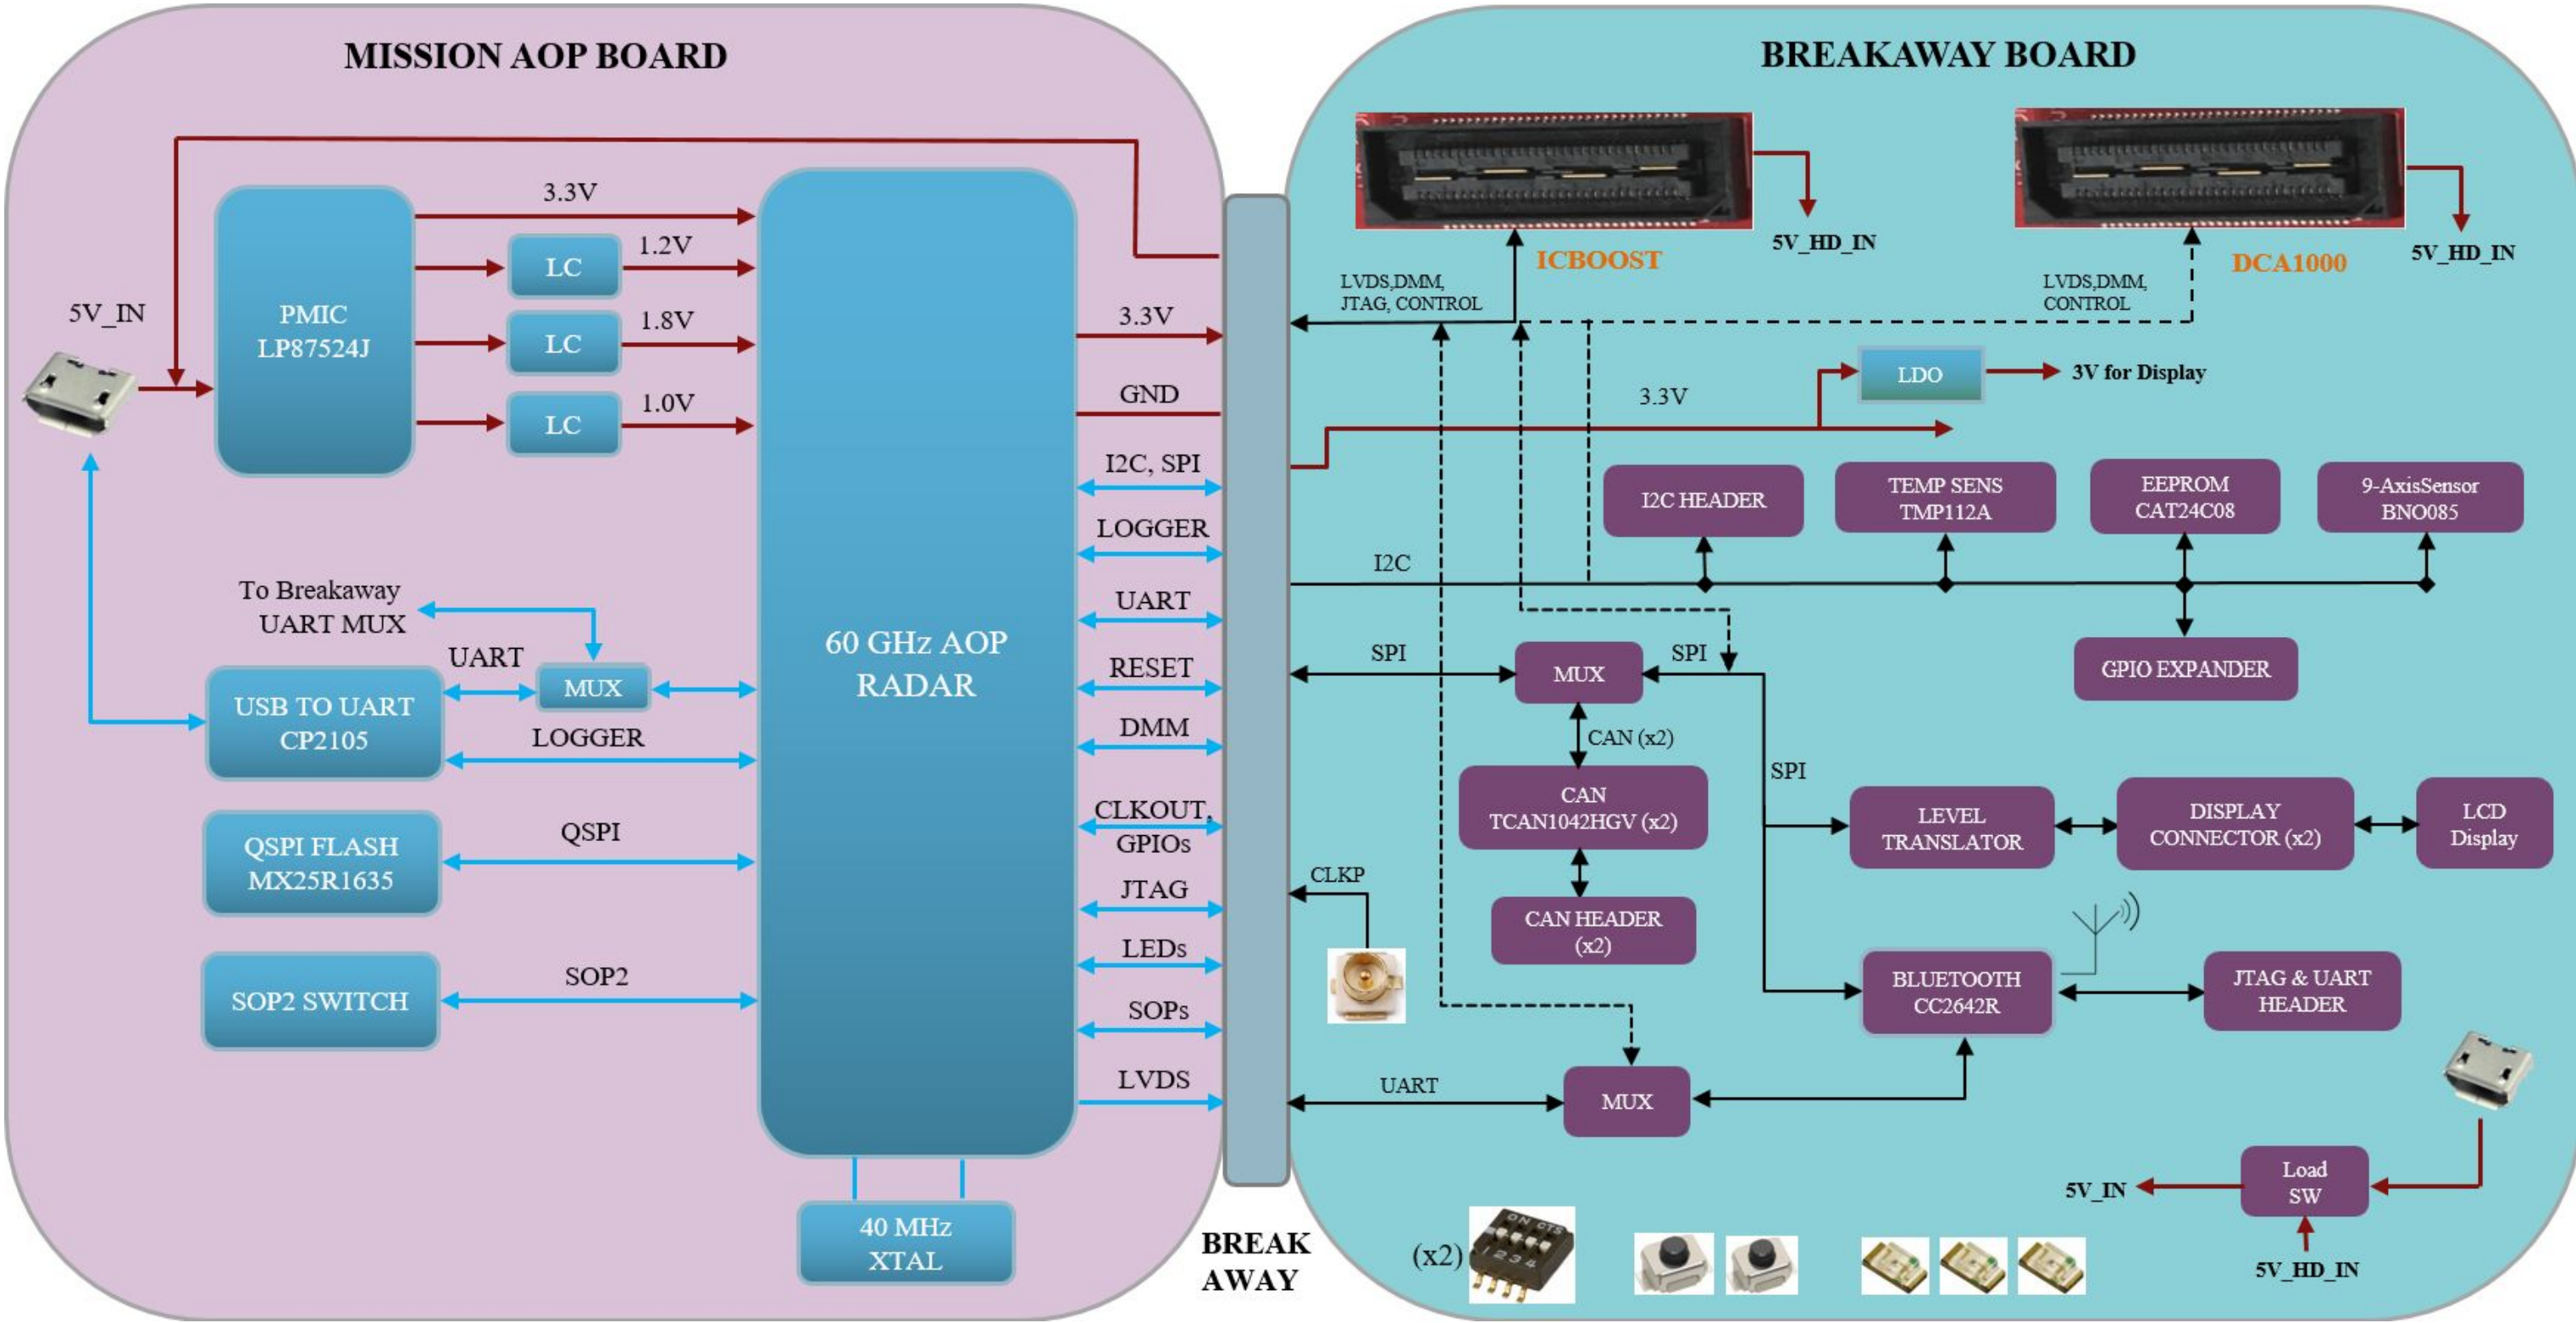 MISSION AOP BOARD
5V_IN
PMIC
LP87524J
3.3V
LC
1.2V
LC
1.8V
LC
1.0V
60 GHz AOP
RADAR
To Breakaway
UART MUX
UART
MUX
USB TO UART
CP2105
LOGGER
QSPI FLASH
MX25R1635
QSPI
SOP2 SWITCH
SOP2
40 MHz
XTAL
3.3V
GND
I2C, SPI
LOGGER
UART
RESET
DMM
CLKOUT,
GPIOs
JTAG
LEDs
SOPs
LVDS
BREAK
AWAY
BREAKAWAY BOARD
ICBOOST
5V_HD_IN
DCA1000
5V_HD_IN
LVDS,DMM,
JTAG, CONTROL
LVDS,DMM,
CONTROL
LDO
3V for Display
3.3V
I2C HEADER
TEMP SENS
TMP112A
EEPROM
CAT24C08
9-AxisSensor
BNO085
I2C
GPIO EXPANDER
SPI
MUX
SPI
CAN (x2)
CAN
TCAN1042HGV (x2)
CAN HEADER
(x2)
SPI
LEVEL
TRANSLATOR
DISPLAY
CONNECTOR (x2)
LCD
Display
CLKP
BLUETOOTH
CC2642R
JTAG & UART
HEADER
UART
MUX
5V_IN
Load
SW
5V_HD_IN
(x2)
ON CTS
1 2 3 4